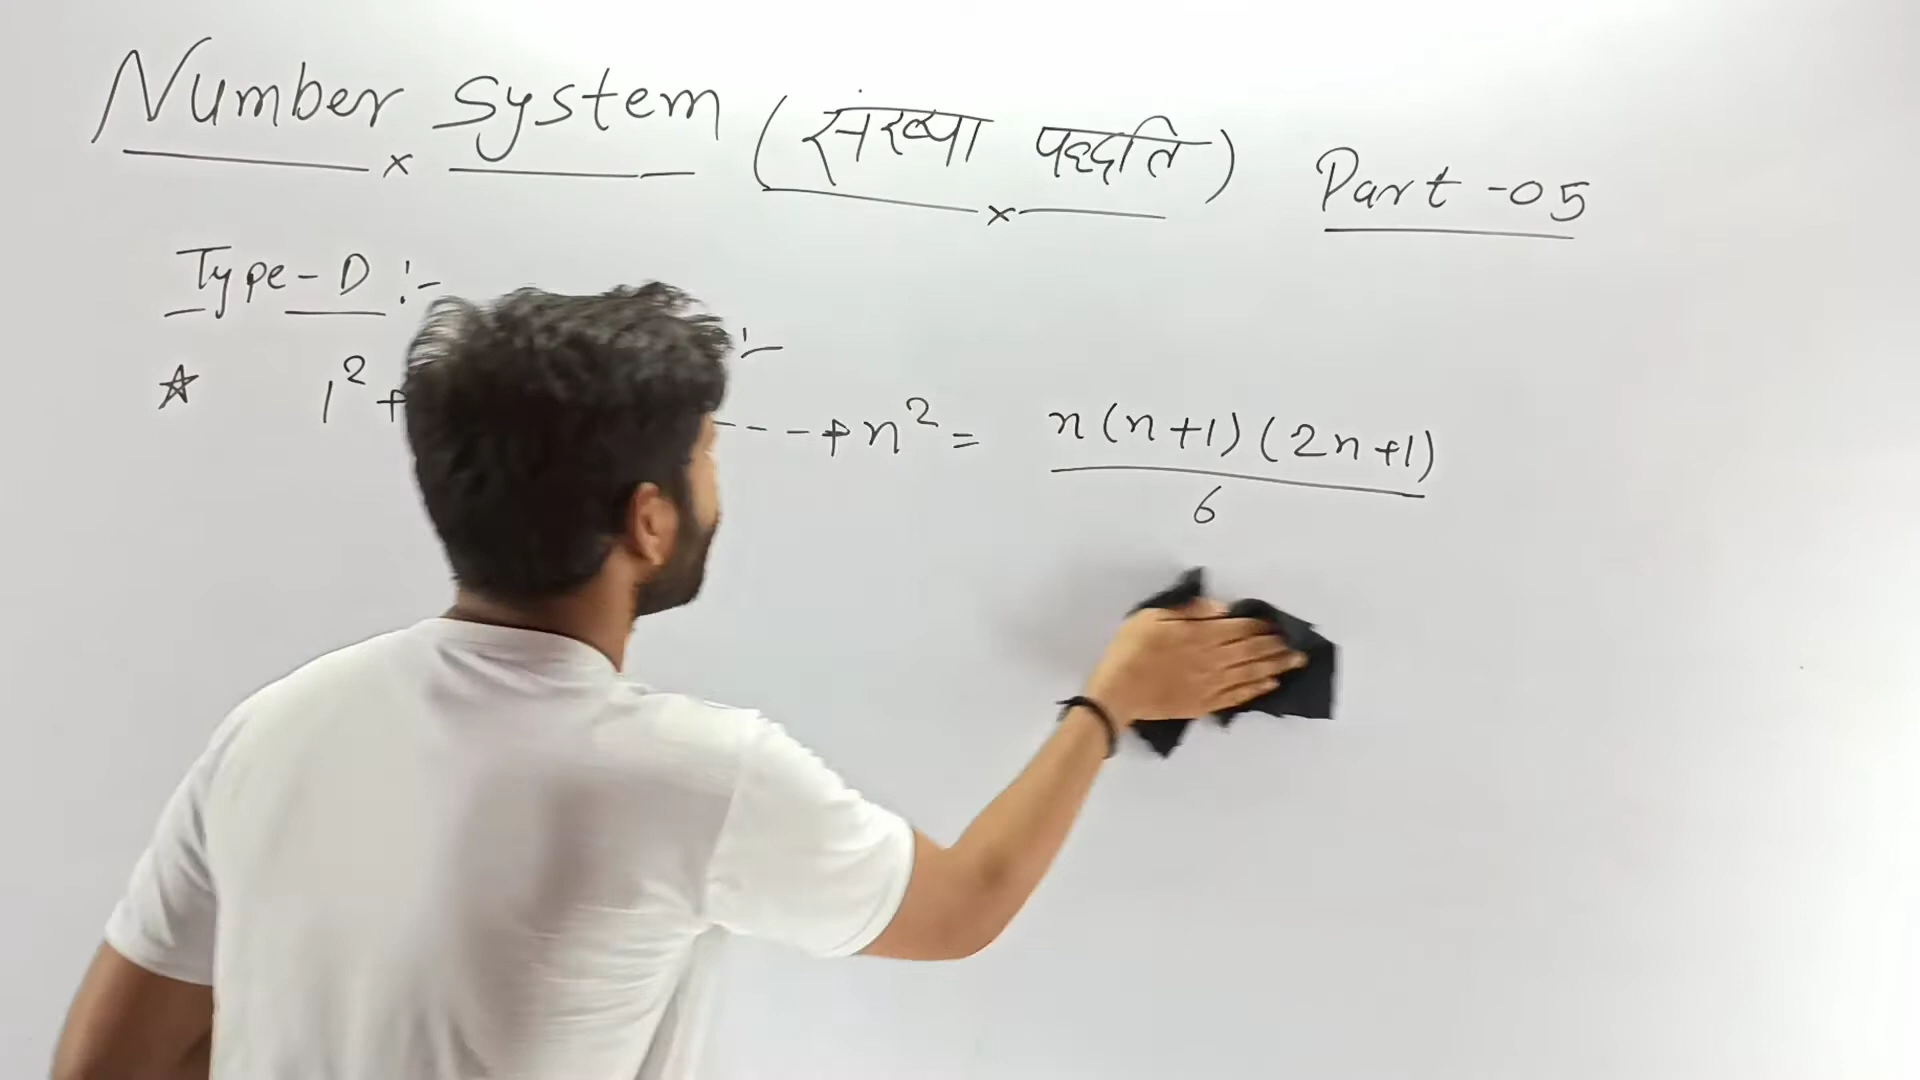 Number system (संख्या पद्धति) Part -05
Type-D :-
:-
☆ 1² + ---+n² = n(n+1)(2n+1)
6